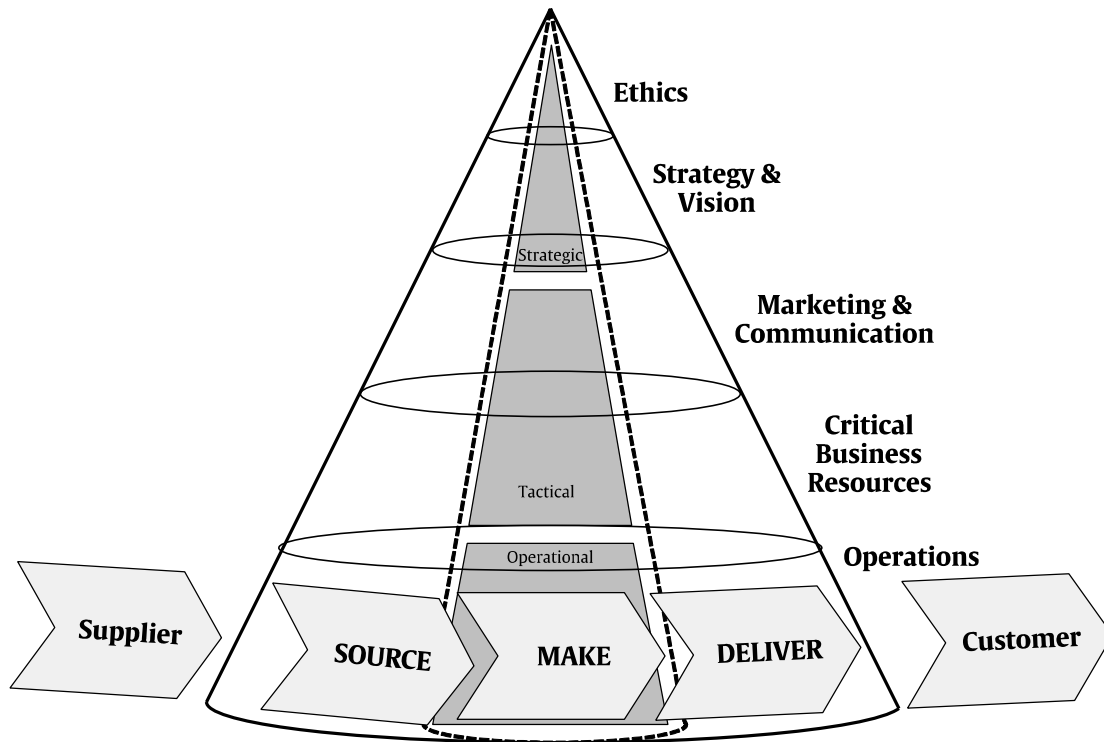 Ethics
Strategy &
Vision
Strategic
Marketing &
Communication
Critical
Business
Resources
Tactical
Operational
Operations
Supplier
SOURCE
MAKE
DELIVER
Customer